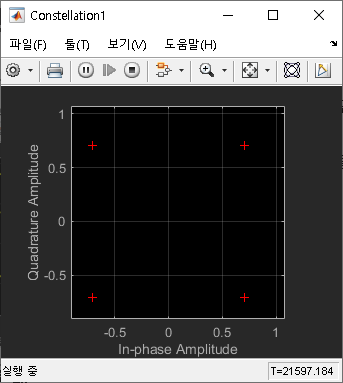 Constellation1
파일(F) 툴(T) 보기(V) 도움말(H)
1
0.5
0
-0.5
Quadrature Amplitude
-0.5 0 0.5 1
In-phase Amplitude
실행 중 T=21597.184